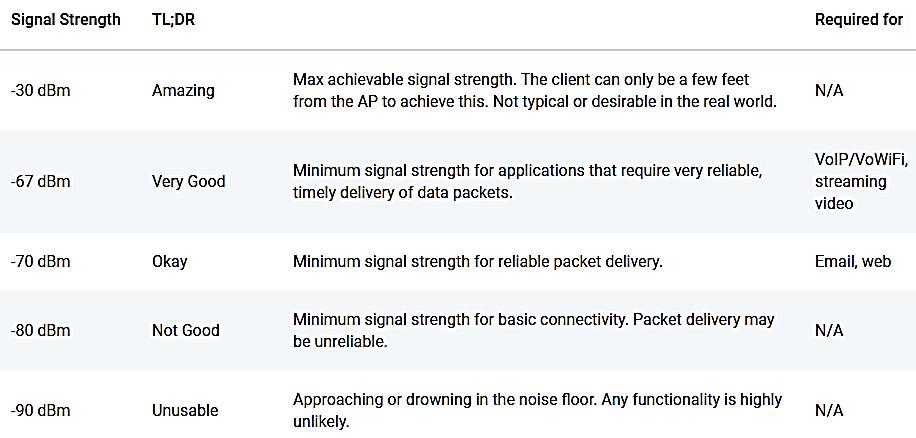 Signal Strength TL;DR Required for
-30 dBm Amazing Max achievable signal strength. The client can only be a few feet
from the AP to achieve this. Not typical or desirable in the real world. N/A
-67 dBm Very Good Minimum signal strength for applications that require very reliable,
timely delivery of data packets. VoIP/VoWiFi,
streaming
video
-70 dBm Okay Minimum signal strength for reliable packet delivery. Email, web
-80 dBm Not Good Minimum signal strength for basic connectivity. Packet delivery may
be unreliable. N/A
-90 dBm Unusable Approaching or drowning in the noise floor. Any functionality is highly
unlikely. N/A